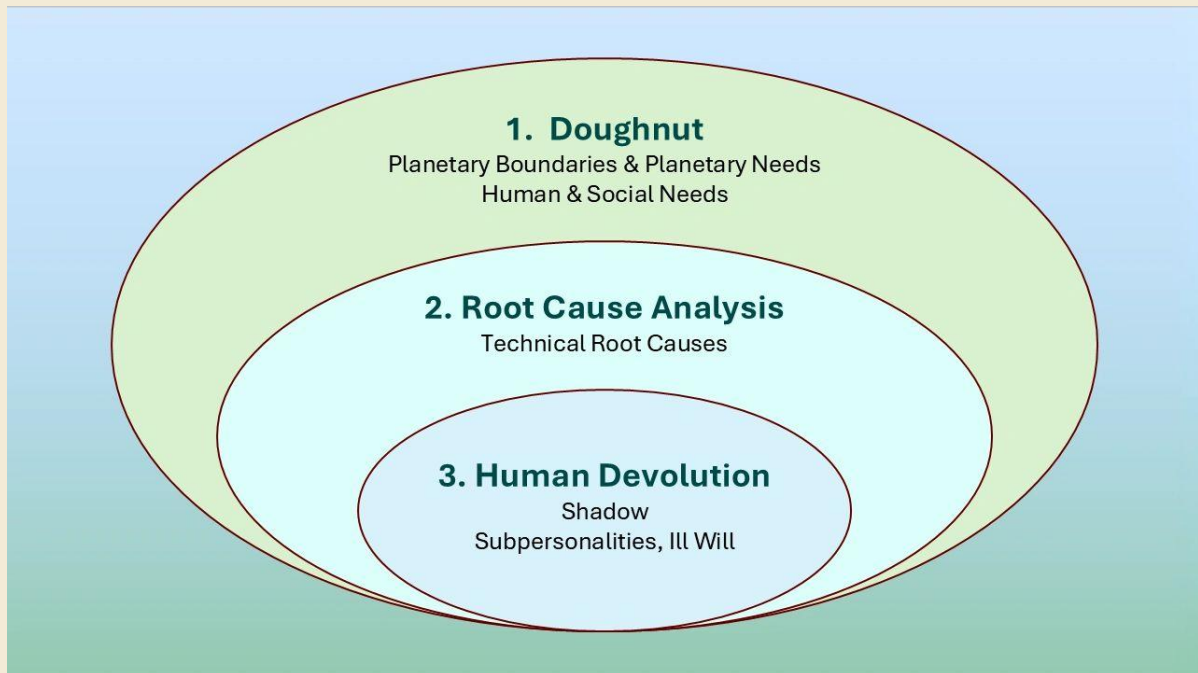 1. Doughnut
Planetary Boundaries & Planetary Needs
Human & Social Needs
2. Root Cause Analysis
Technical Root Causes
3. Human Devolution
Shadow
Subpersonalities, Ill Will